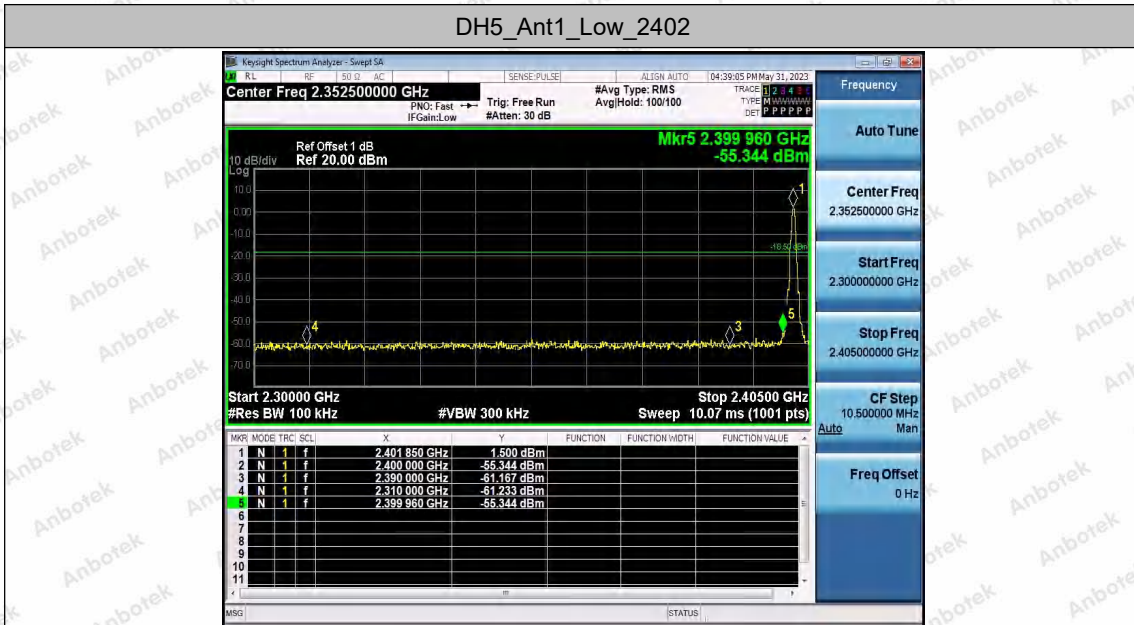 DH5_Ant1_Low_2402
Keysight Spectrum Analyzer - Swept SA
RL RF 50 Ω AC SENSE:PULSE ALIGN AUTO 04:39:05 PM May 31, 2023
Center Freq 2.352500000 GHz
PNO: Fast
IFGain:Low
Trig: Free Run
#Atten: 30 dB
#Avg Type: RMS
Avg|Hold: 100/100
TRACE 1 2 3 4 5 6
TYPE M W W W W W
DET P P P P P P
Mkr5 2.399 960 GHz
-55.344 dBm
Ref Offset 1 dB
10 dB/div Ref 20.00 dBm
Log
10.0
0.00
-10.0
-20.0
-30.0
-40.0
-50.0
-60.0
-70.0
1
-18.50 dBm
5
4
3
Start 2.30000 GHz Stop 2.40500 GHz
#Res BW 100 kHz #VBW 300 kHz Sweep 10.07 ms (1001 pts)
MKR MODE TRC SCL X Y FUNCTION FUNCTION WIDTH FUNCTION VALUE
1 N 1 f 2.401 850 GHz 1.500 dBm
2 N 1 f 2.400 000 GHz -55.344 dBm
3 N 1 f 2.390 000 GHz -61.167 dBm
4 N 1 f 2.310 000 GHz -61.233 dBm
5 N 1 f 2.399 960 GHz -55.344 dBm
6
7
8
9
10
11
MSG STATUS
Frequency
Auto Tune
Center Freq
2.352500000 GHz
Start Freq
2.300000000 GHz
Stop Freq
2.405000000 GHz
CF Step
10.500000 MHz
Auto Man
Freq Offset
0 Hz
Anbotek